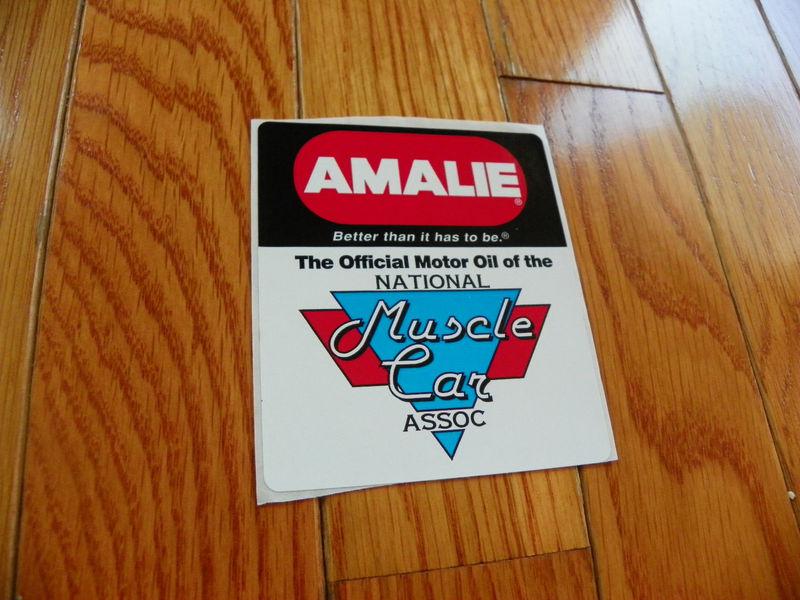 AMALIE®
Better than it has to be.®
The Official Motor Oil of the
NATIONAL
Muscle
Car
ASSOC